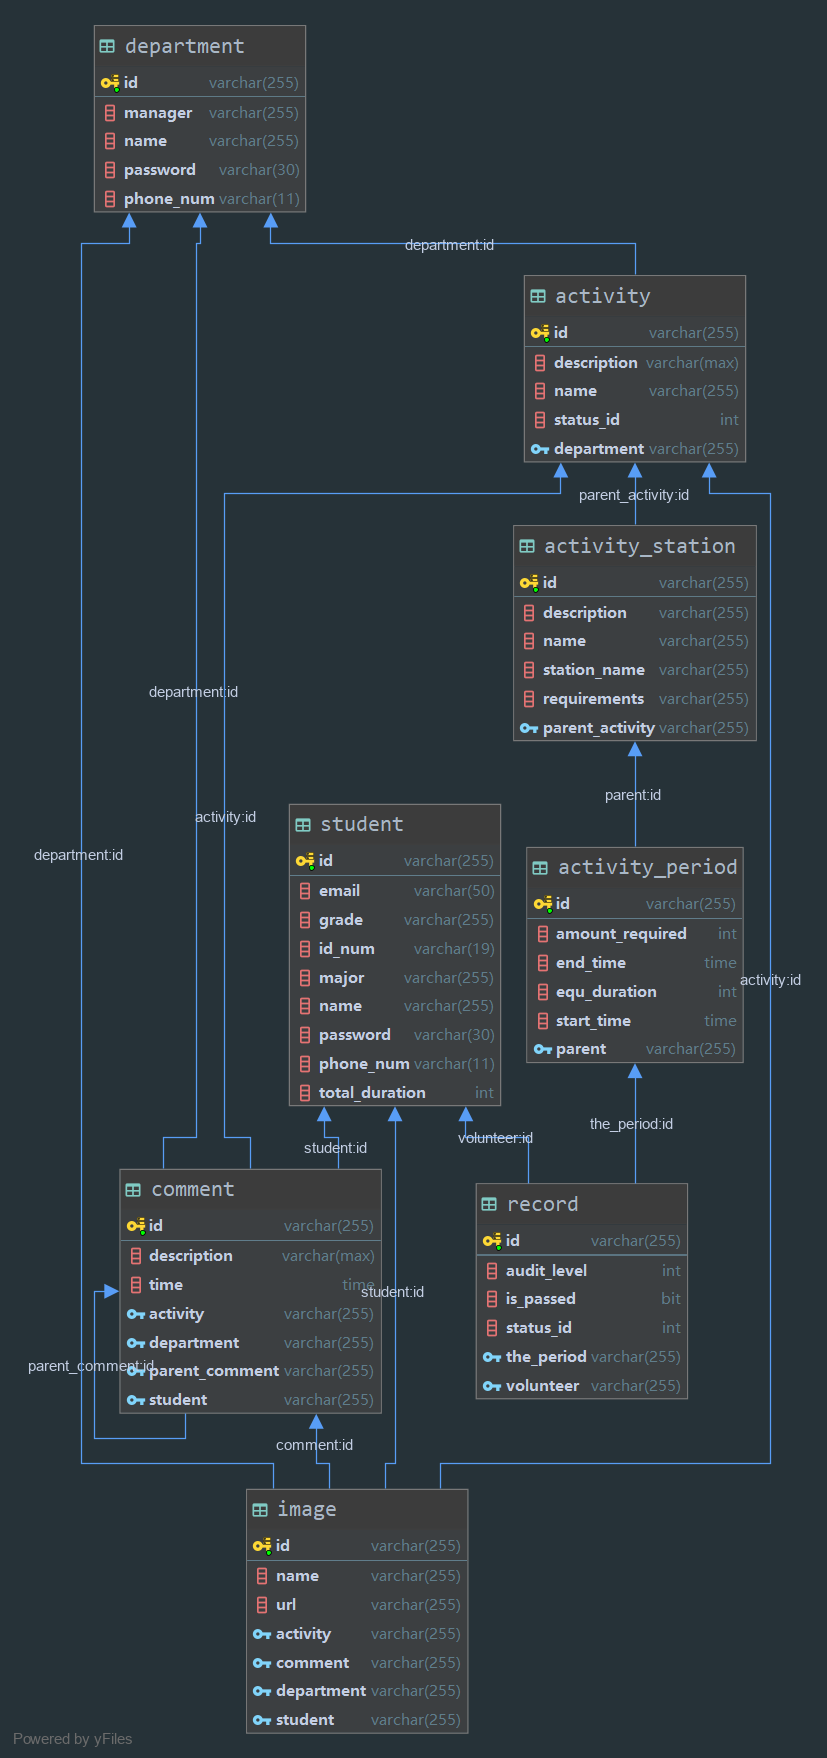 department
id varchar(255)
manager varchar(255)
name varchar(255)
password varchar(30)
phone_num varchar(11)
department:id
activity
id varchar(255)
description varchar(max)
name varchar(255)
status_id int
department varchar(255)
parent_activity:id
activity_station
id varchar(255)
description varchar(255)
name varchar(255)
station_name varchar(255)
requirements varchar(255)
parent_activity varchar(255)
department:id
parent:id
activity:id
department:id
student
id varchar(255)
email varchar(50)
grade varchar(255)
id_num varchar(19)
major varchar(255)
name varchar(255)
password varchar(30)
phone_num varchar(11)
total_duration int
activity_period
id varchar(255)
amount_required int
end_time time
equ_duration int
start_time time
parent varchar(255)
activity:id
student:id
volunteer:id
the_period:id
comment
id varchar(255)
description varchar(max)
time time
activity varchar(255)
department varchar(255)
parent_comment varchar(255)
student varchar(255)
student:id
parent_comment:id
record
id varchar(255)
audit_level int
is_passed bit
status_id int
the_period varchar(255)
volunteer varchar(255)
comment:id
image
id varchar(255)
name varchar(255)
url varchar(255)
activity varchar(255)
comment varchar(255)
department varchar(255)
student varchar(255)
Powered by yFiles